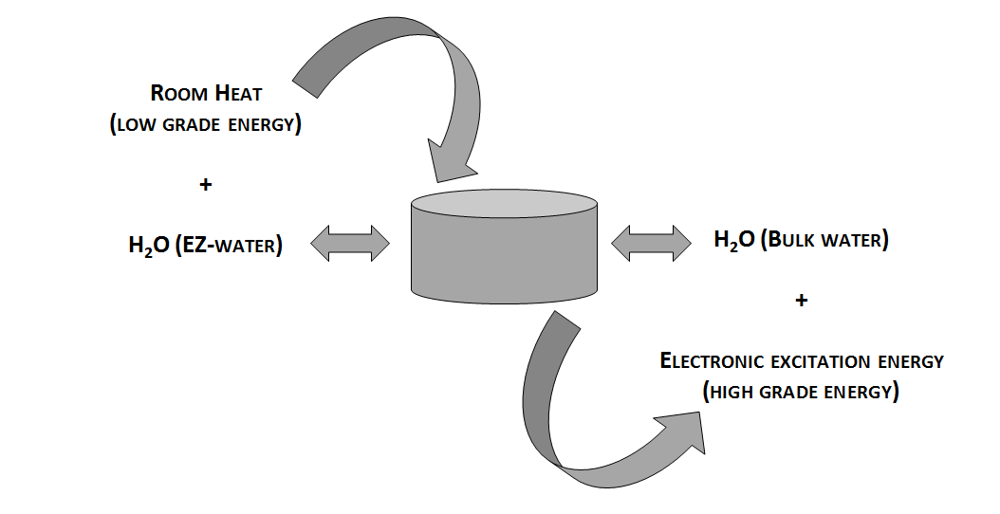 ROOM HEAT
(LOW GRADE ENERGY)
+
H₂O (EZ-WATER)
H₂O (BULK WATER)
+
ELECTRONIC EXCITATION ENERGY
(HIGH GRADE ENERGY)